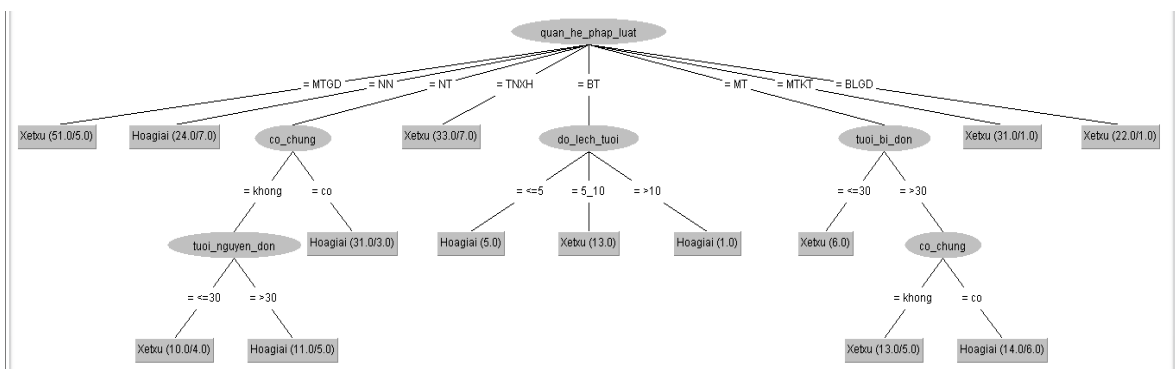 quan_he_phap_luat
= MTGD
= NN
= NT
= TNXH
= BT
= MT
= MTKT
= BLGD
Xetxu (51.0/5.0)
Hoagiai (24.0/7.0)
co_chung
Xetxu (33.0/7.0)
do_lech_tuoi
tuoi_bi_don
Xetxu (31.0/1.0)
Xetxu (22.0/1.0)
= khong
= co
= <=5
= 5_10
= >10
= <=30
= >30
tuoi_nguyen_don
Hoagiai (31.0/3.0)
Hoagiai (5.0)
Xetxu (13.0)
Hoagiai (1.0)
Xetxu (6.0)
co_chung
= <=30
= >30
= khong
= co
Xetxu (10.0/4.0)
Hoagiai (11.0/5.0)
Xetxu (13.0/5.0)
Hoagiai (14.0/6.0)